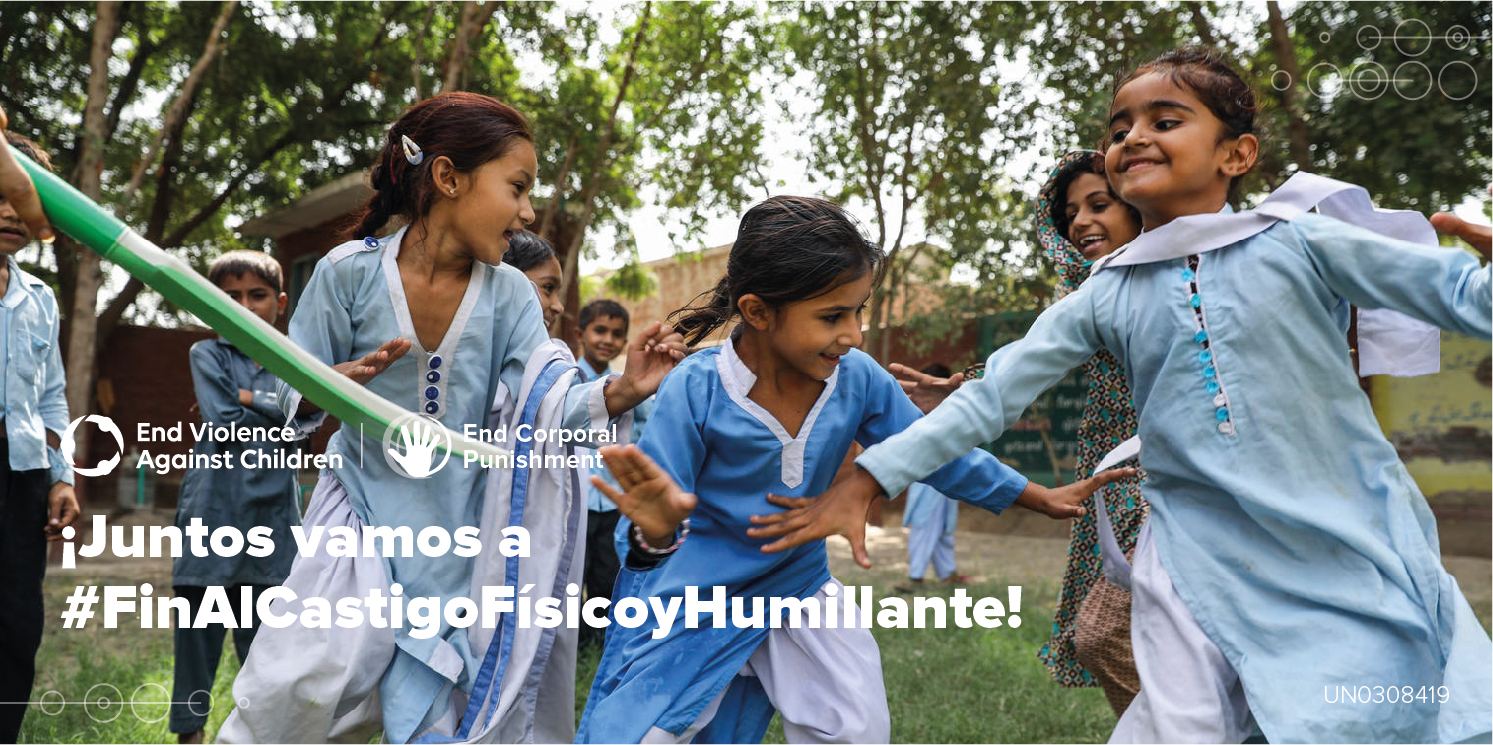 End Violence
Against Children
End Corporal
Punishment
¡Juntos vamos a
#FinAlCastigoFísicoyHumillante!
UN0308419